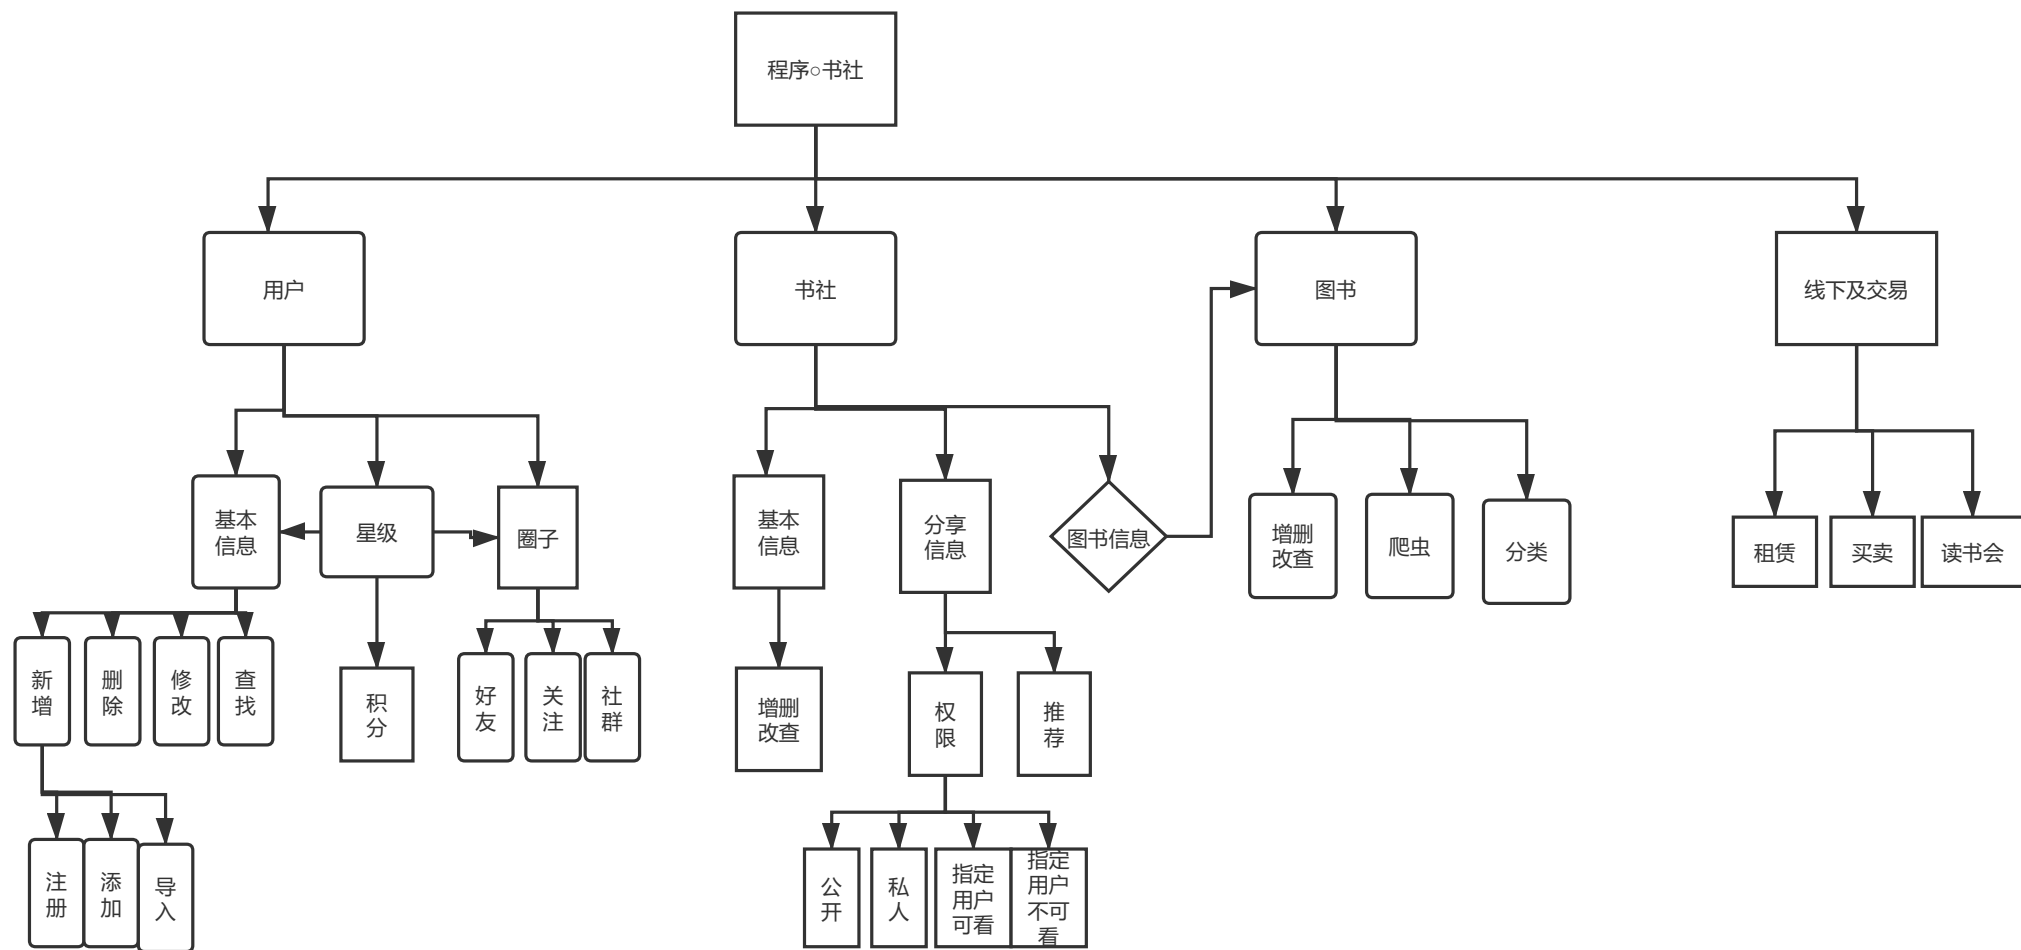 程序○书社
用户
书社
图书
线下及交易
基本
信息
星级
圈子
基本
信息
分享
信息
图书信息
增删
改查
爬虫
分类
租赁
买卖
读书会
新
增
删
除
修
改
查
找
积
分
好
友
关
注
社
群
增删
改查
权
限
推
荐
注
册
添
加
导
入
公
开
私
人
指定
用户
可看
指定
用户
不可
看